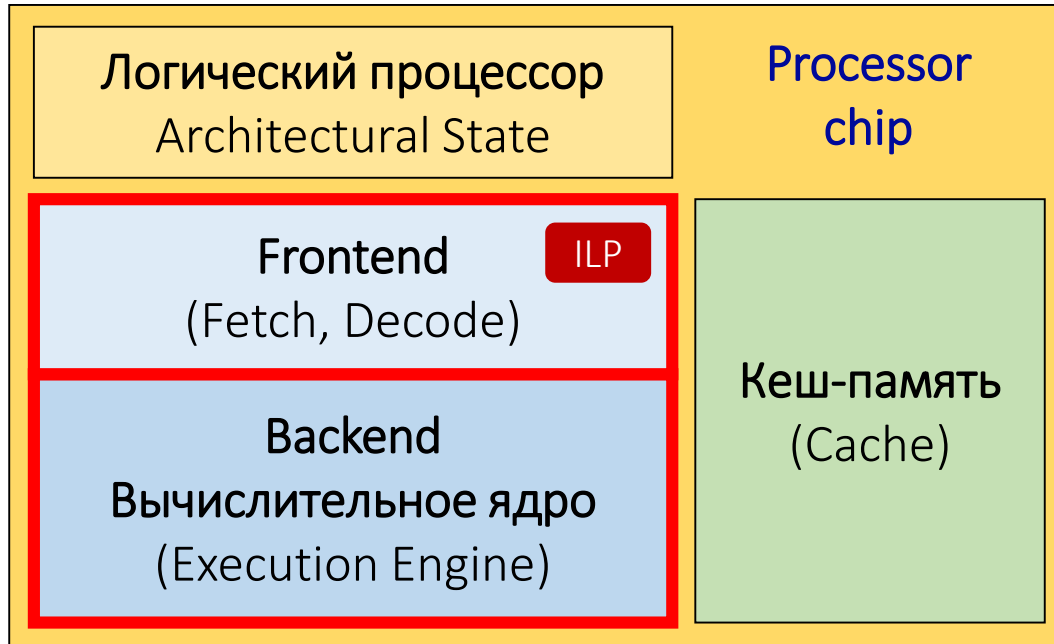 Логический процессор
Architectural State
Processor
chip
Frontend
ILP
(Fetch, Decode)
Backend
Вычислительное ядро
(Execution Engine)
Кеш-память
(Cache)